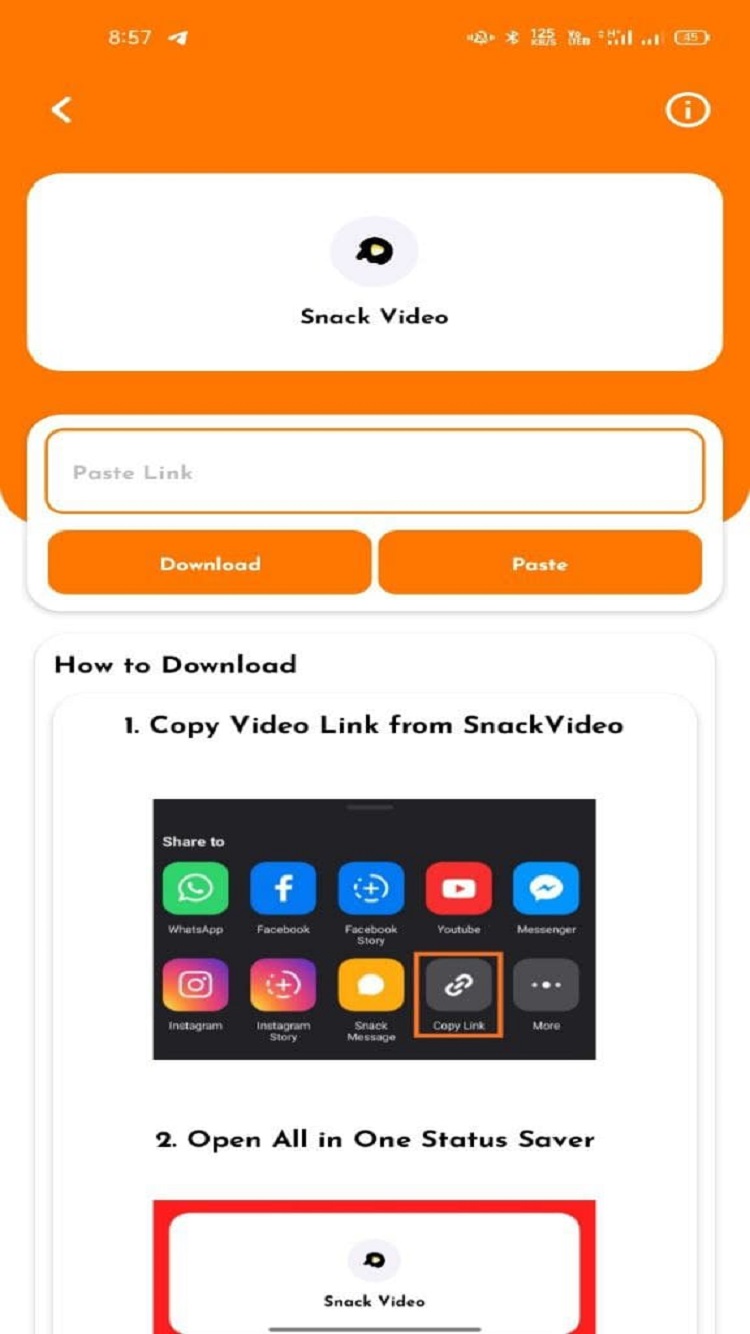 8:57
125
KB/S
Vo
LTE
H+
45
Snack Video
Paste Link
Download Paste
How to Download
1. Copy Video Link from SnackVideo
Share to
WhatsApp Facebook Facebook Story Youtube Messenger
Instagram Instagram Story Snack Message Copy Link More
2. Open All in One Status Saver
Snack Video